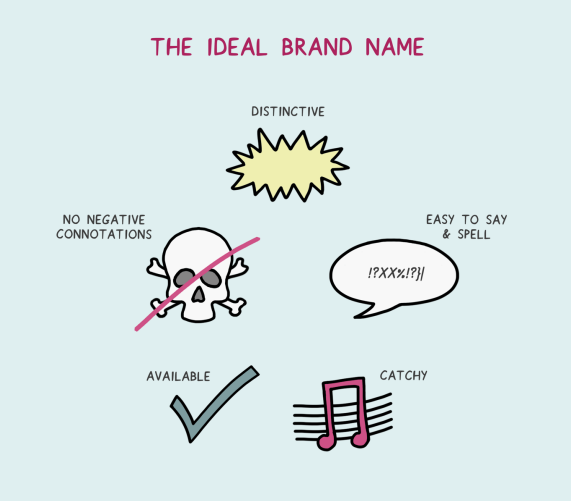 THE IDEAL BRAND NAME
DISTINCTIVE
NO NEGATIVE
CONNOTATIONS
EASY TO SAY
& SPELL
!?XX%!?}{
AVAILABLE
CATCHY